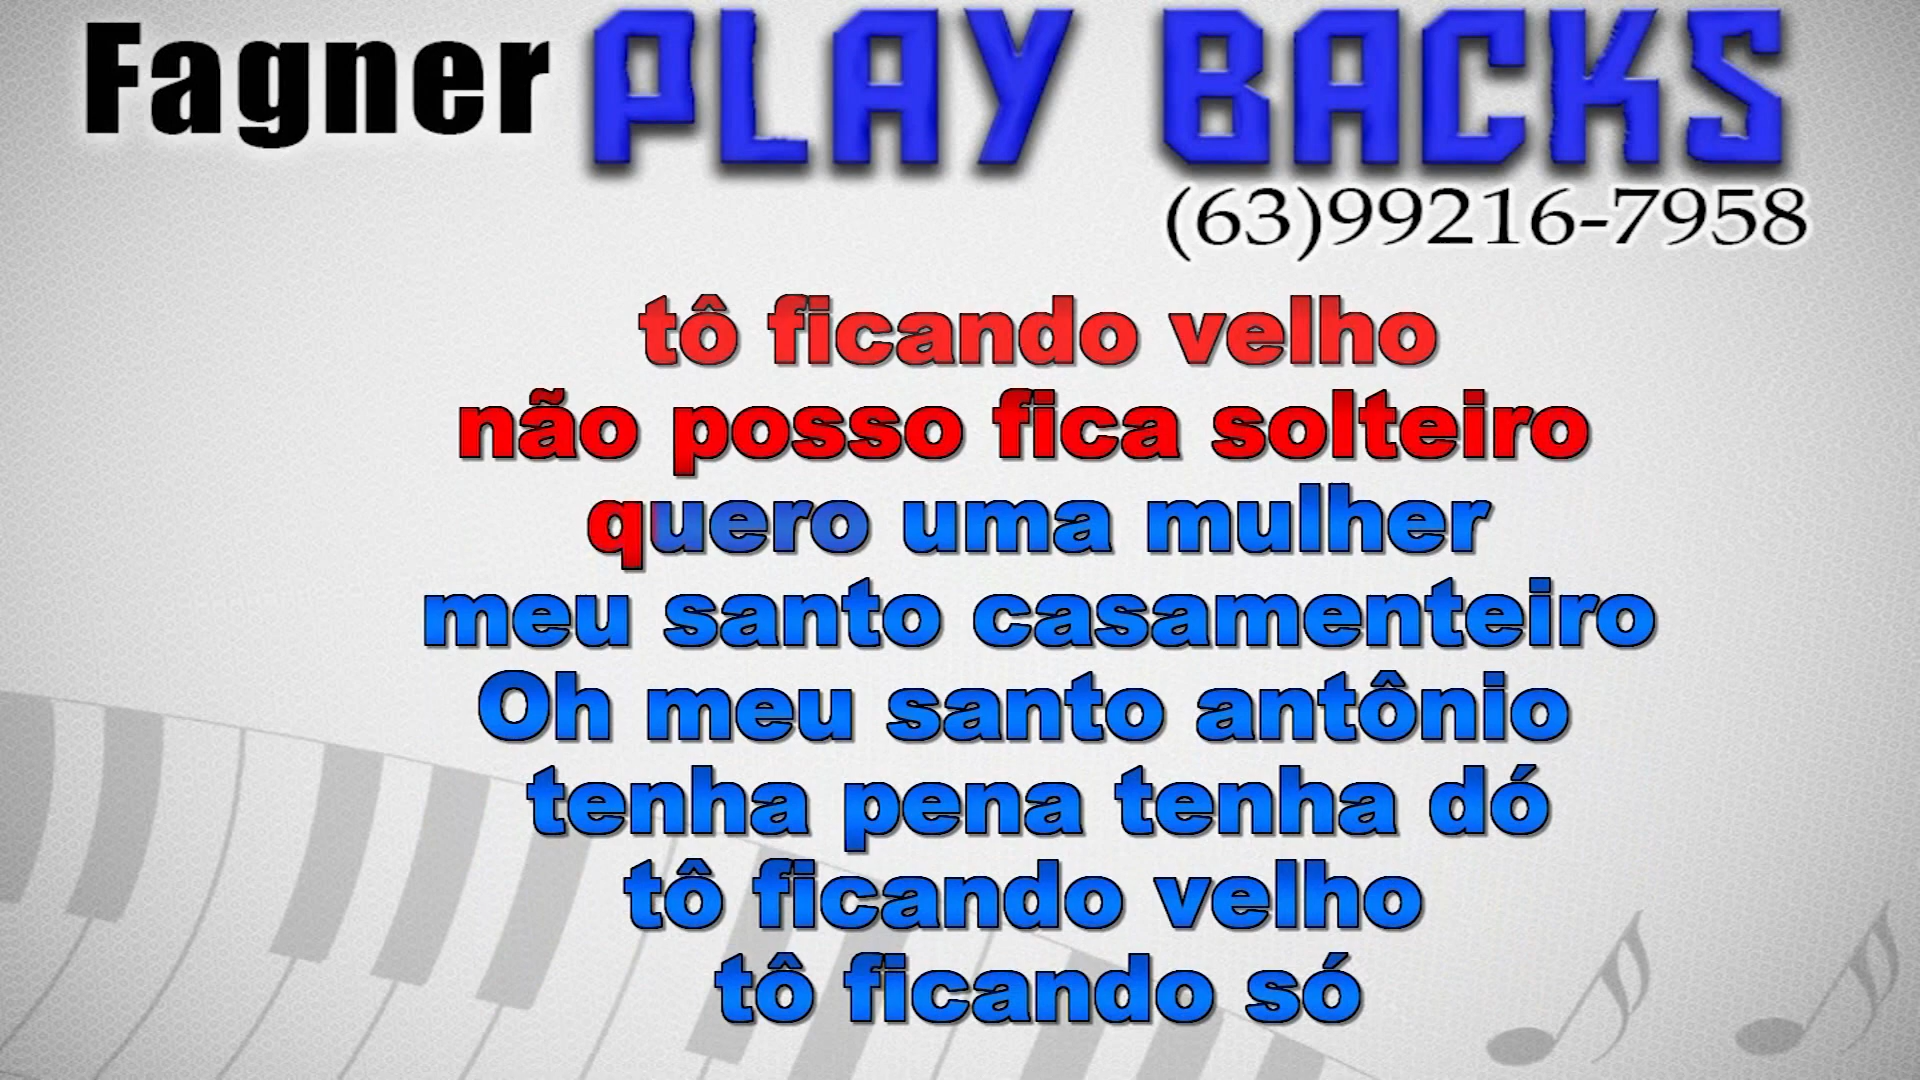 Fagner PLAY BACKS
(63)99216-7958
tô ficando velho
não posso fica solteiro
quero uma mulher
meu santo casamenteiro
Oh meu santo antônio
tenha pena tenha dó
tô ficando velho
tô ficando só